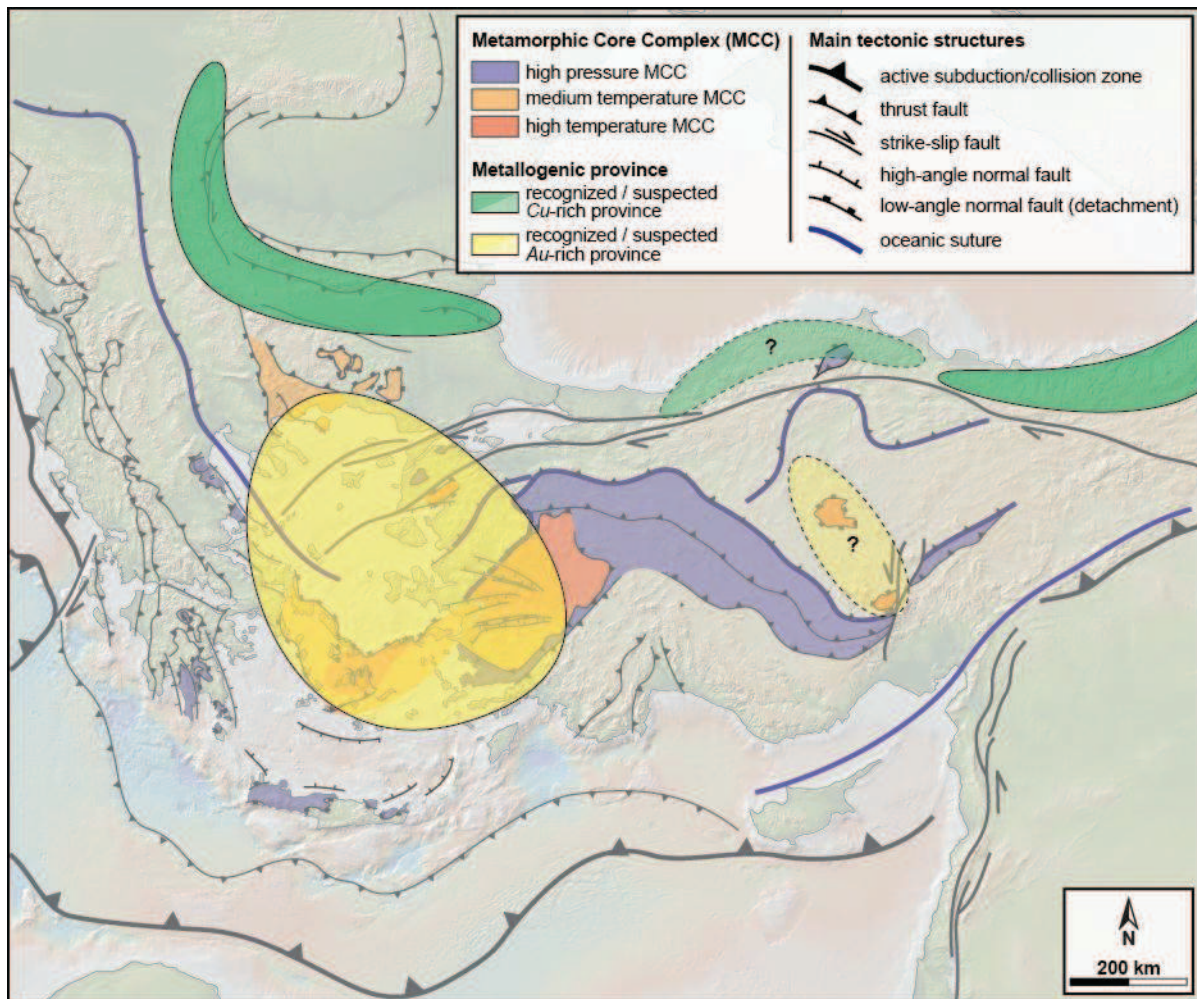 Metamorphic Core Complex (MCC)
high pressure MCC
medium temperature MCC
high temperature MCC
Metallogenic province
recognized / suspected
Cu-rich province
recognized / suspected
Au-rich province
Main tectonic structures
active subduction/collision zone
thrust fault
strike-slip fault
high-angle normal fault
low-angle normal fault (detachment)
oceanic suture
?
?
N
200 km